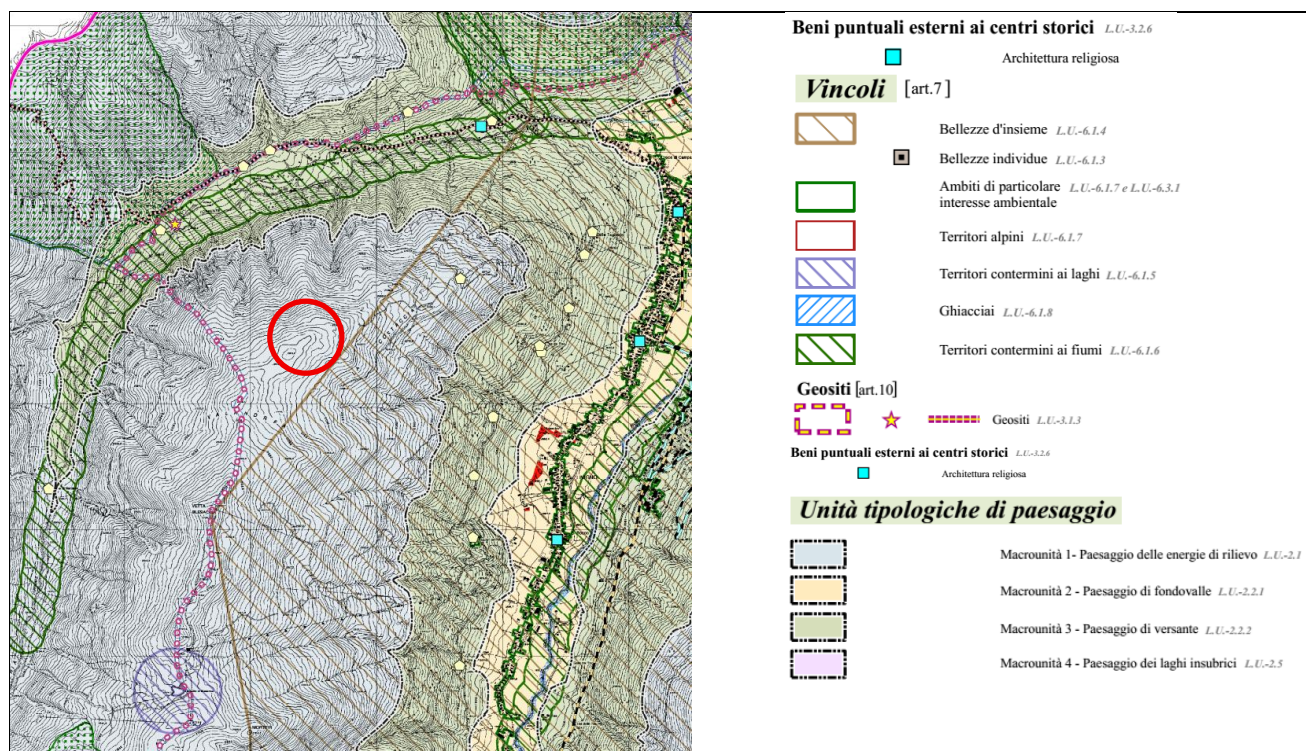 Beni puntuali esterni ai centri storici L.U.-3.2.6
Architettura religiosa
Vincoli [art.7]
Bellezze d'insieme L.U.-6.1.4
Bellezze individue L.U.-6.1.3
Ambiti di particolare L.U.-6.1.7 e L.U.-6.3.1
interesse ambientale
Territori alpini L.U.-6.1.7
Territori contermini ai laghi L.U.-6.1.5
Ghiacciai L.U.-6.1.8
Territori contermini ai fiumi L.U.-6.1.6
Geositi [art.10]
Geositi L.U.-3.1.3
Beni puntuali esterni ai centri storici L.U.-3.2.6
Architettura religiosa
Unità tipologiche di paesaggio
Macrounità 1- Paesaggio delle energie di rilievo L.U.-2.1
Macrounità 2 - Paesaggio di fondovalle L.U.-2.2.1
Macrounità 3 - Paesaggio di versante L.U.-2.2.2
Macrounità 4 - Paesaggio dei laghi insubrici L.U.-2.5
VETTA